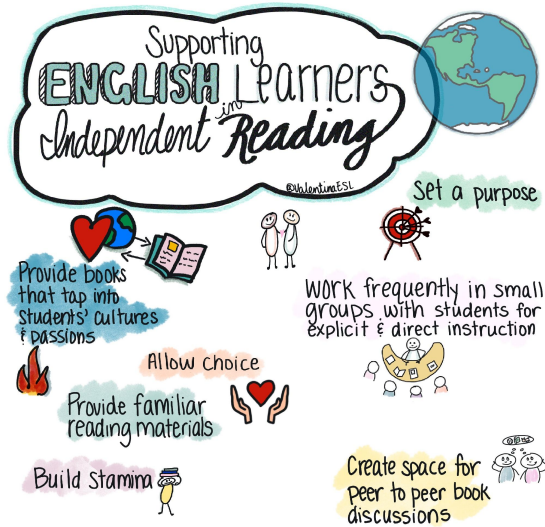 Supporting
ENGLISH Learners
in
Independent Reading
@ValentinaESL
Set a purpose
Provide books
that tap into
students' cultures
& passions
Work frequently in small
groups with students for
explicit & direct instruction
Allow Choice
Provide familiar
reading materials
Build Stamina
Create space for
peer to peer book
discussions